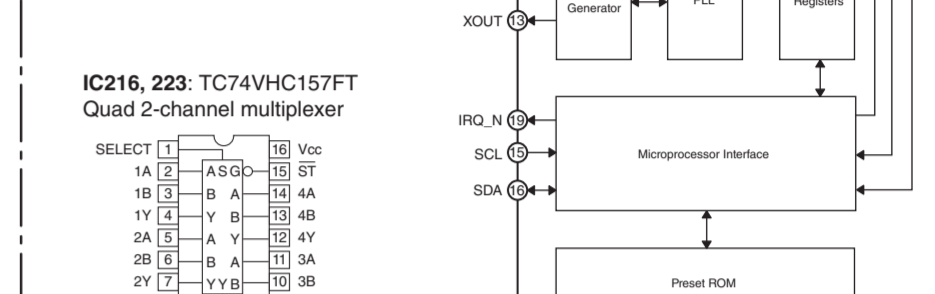 XOUT 13
Generator
PLL
Registers
IC216, 223: TC74VHC157FT
Quad 2-channel multiplexer
SELECT 1 16 Vcc
1A 2 A S G 15 ST
1B 3 B A 14 4A
1Y 4 Y B 13 4B
2A 5 A Y 12 4Y
2B 6 B A 11 3A
2Y 7 Y Y B 10 3B
IRQ_N 19
SCL 15
SDA 16
Microprocessor Interface
Preset ROM